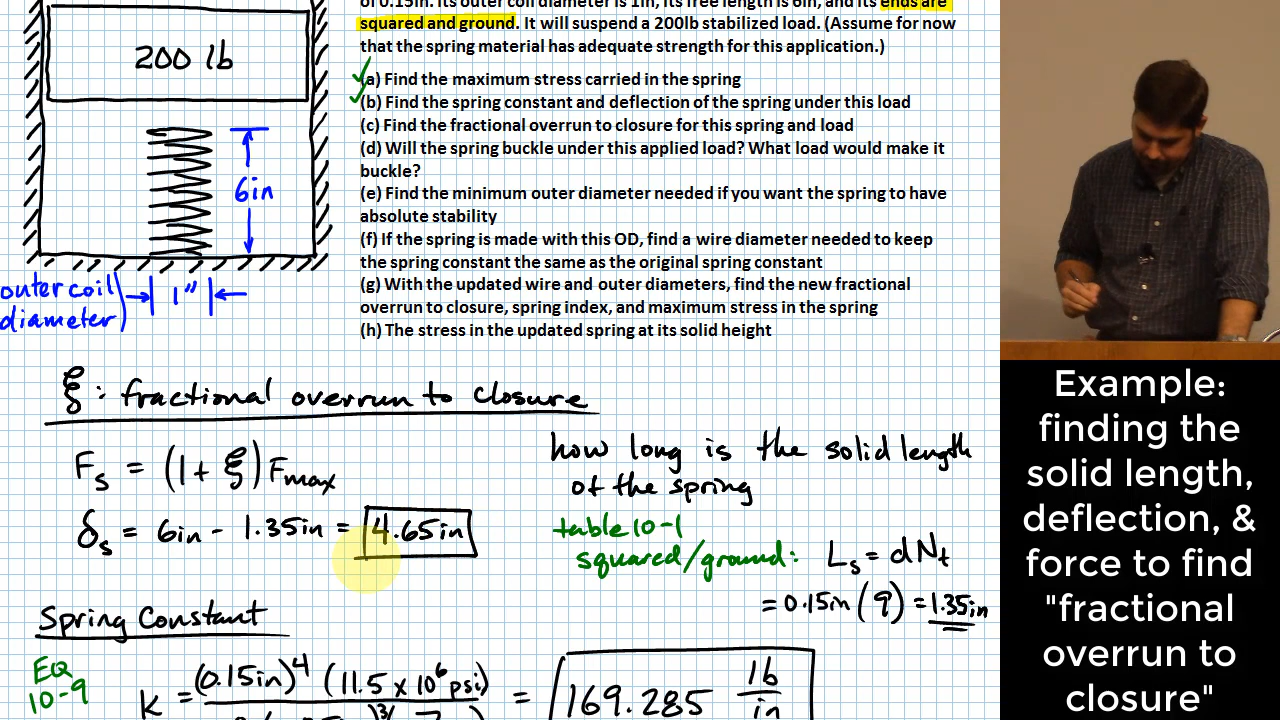 of 0.15in. Its outer coil diameter is 1in, its free length is 6in, and its ends are
squared and ground. It will suspend a 200lb stabilized load. (Assume for now
that the spring material has adequate strength for this application.)
(a) Find the maximum stress carried in the spring
(b) Find the spring constant and deflection of the spring under this load
(c) Find the fractional overrun to closure for this spring and load
(d) Will the spring buckle under this applied load? What load would make it
buckle?
(e) Find the minimum outer diameter needed if you want the spring to have
absolute stability
(f) If the spring is made with this OD, find a wire diameter needed to keep
the spring constant the same as the original spring constant
(g) With the updated wire and outer diameters, find the new fractional
overrun to closure, spring index, and maximum stress in the spring
(h) The stress in the updated spring at its solid height
200 lb
6in
outer coil
diameter
1"
ξ: fractional overrun to closure
Fs = (1 + ξ) Fmax
δs = 6in - 1.35in = 4.65in
how long is the solid length
of the spring
table 10-1
squared/ground: Ls = dNt
= 0.15in (9) = 1.35in
Spring Constant
EQ
10-9
k = (0.15in)^4 (11.5 x 10^6 psi) = 169.285 lb/in
Example:
finding the
solid length,
deflection, &
force to find
"fractional
overrun to
closure"